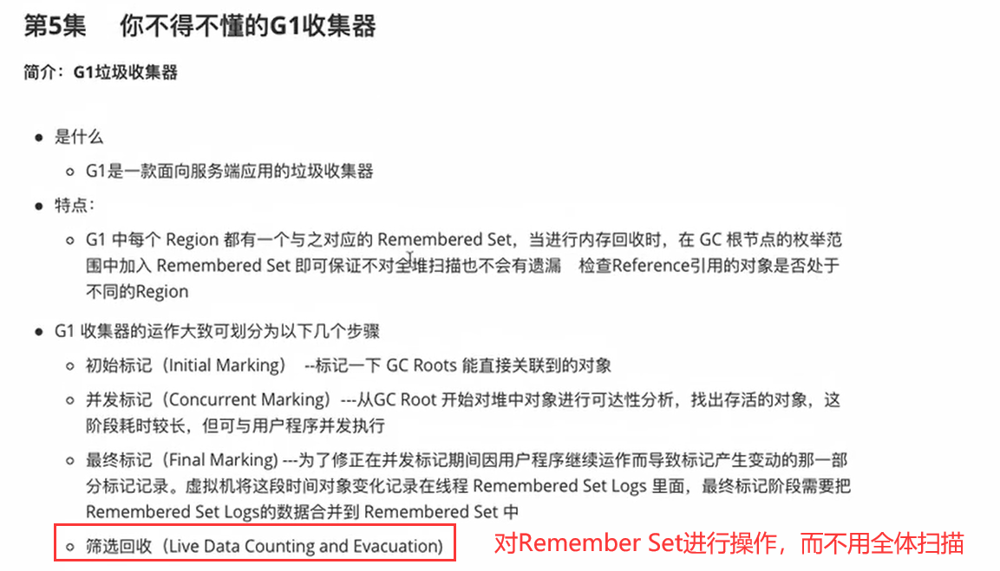 第5集 你不得不懂的G1收集器
简介：G1垃圾收集器
是什么
G1是一款面向服务端应用的垃圾收集器
特点：
G1 中每个 Region 都有一个与之对应的 Remembered Set，当进行内存回收时，在 GC 根节点的枚举范
围中加入 Remembered Set 即可保证不对全堆扫描也不会有遗漏 检查Reference引用的对象是否处于
不同的Region
G1 收集器的运作大致可划分为以下几个步骤
初始标记（Initial Marking） --标记一下 GC Roots 能直接关联到的对象
并发标记（Concurrent Marking）---从GC Root 开始对堆中对象进行可达性分析，找出存活的对象，这
阶段耗时较长，但可与用户程序并发执行
最终标记（Final Marking) ---为了修正在并发标记期间因用户程序继续运作而导致标记产生变动的那一部
分标记记录。虚拟机将这段时间对象变化记录在线程 Remembered Set Logs 里面，最终标记阶段需要把
Remembered Set Logs的数据合并到 Remembered Set 中
筛选回收（Live Data Counting and Evacuation) 对Remember Set进行操作，而不用全体扫描